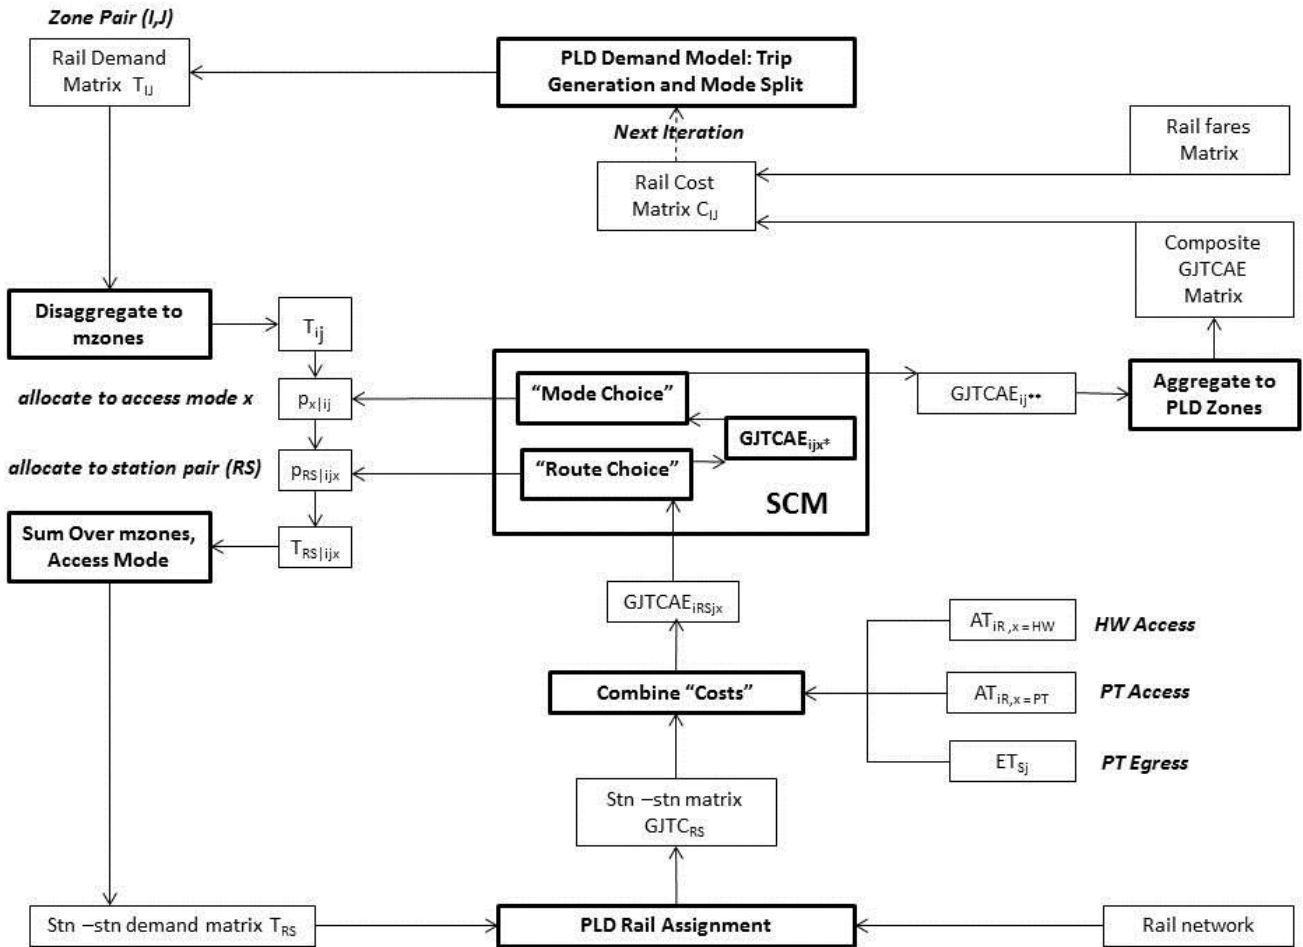 Zone Pair (I,J)
Rail Demand
Matrix T_IJ
PLD Demand Model: Trip
Generation and Mode Split
Next Iteration
Rail fares
Matrix
Rail Cost
Matrix C_IJ
Composite
GJTCAE
Matrix
Disaggregate to
mzones
T_ij
"Mode Choice"
allocate to access mode x
p_x|ij
GJTCAE_ij**
Aggregate to
PLD Zones
GJTCAE_ijx*
allocate to station pair (RS)
p_RS|ijx
"Route Choice"
SCM
Sum Over mzones,
Access Mode
T_RS|ijx
GJTCAE_iRSjx
AT_iR,x=HW
HW Access
Combine "Costs"
AT_iR,x=PT
PT Access
ET_Sj
PT Egress
Stn –stn matrix
GJTC_RS
Stn –stn demand matrix T_RS
PLD Rail Assignment
Rail network